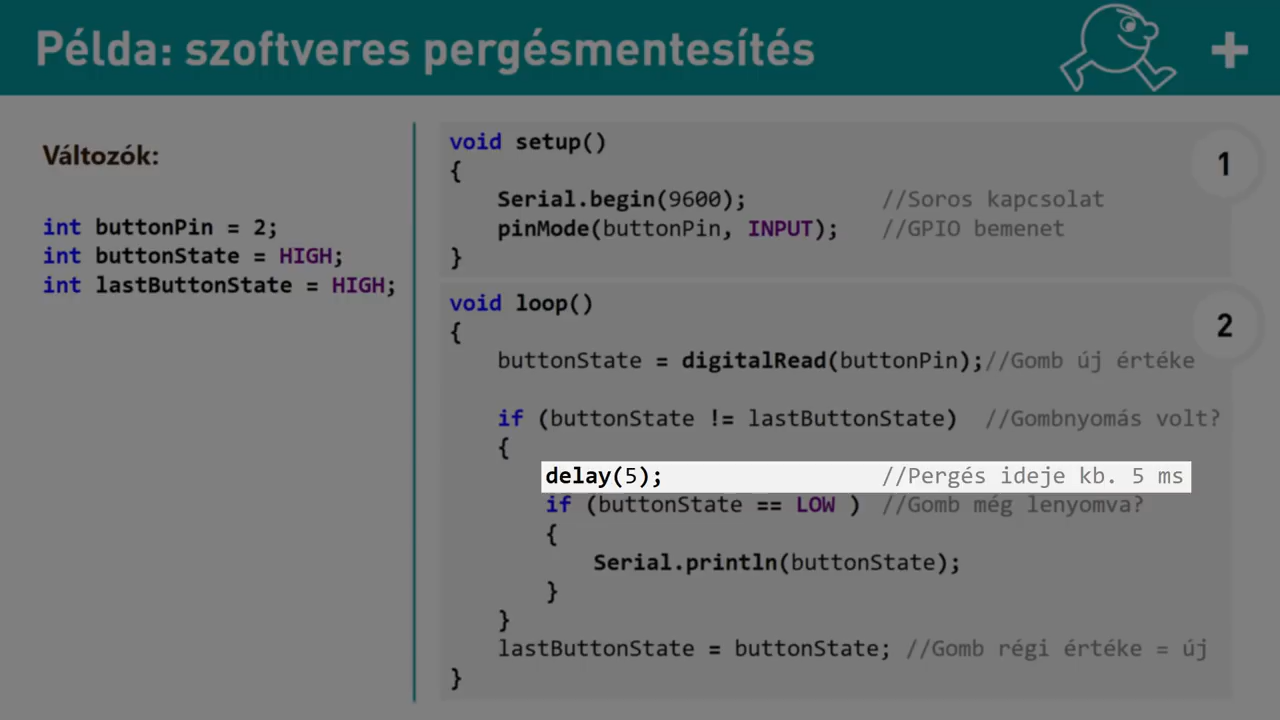 Példa: szoftveres pergésmentesítés
+
Változók:
int buttonPin = 2;
int buttonState = HIGH;
int lastButtonState = HIGH;
void setup()
{
Serial.begin(9600); //Soros kapcsolat
pinMode(buttonPin, INPUT); //GPIO bemenet
}
1
void loop()
{
buttonState = digitalRead(buttonPin);//Gomb új értéke
if (buttonState != lastButtonState) //Gombnyomás volt?
{
delay(5); //Pergés ideje kb. 5 ms
if (buttonState == LOW ) //Gomb még lenyomva?
{
Serial.println(buttonState);
}
}
lastButtonState = buttonState; //Gomb régi értéke = új
}
2